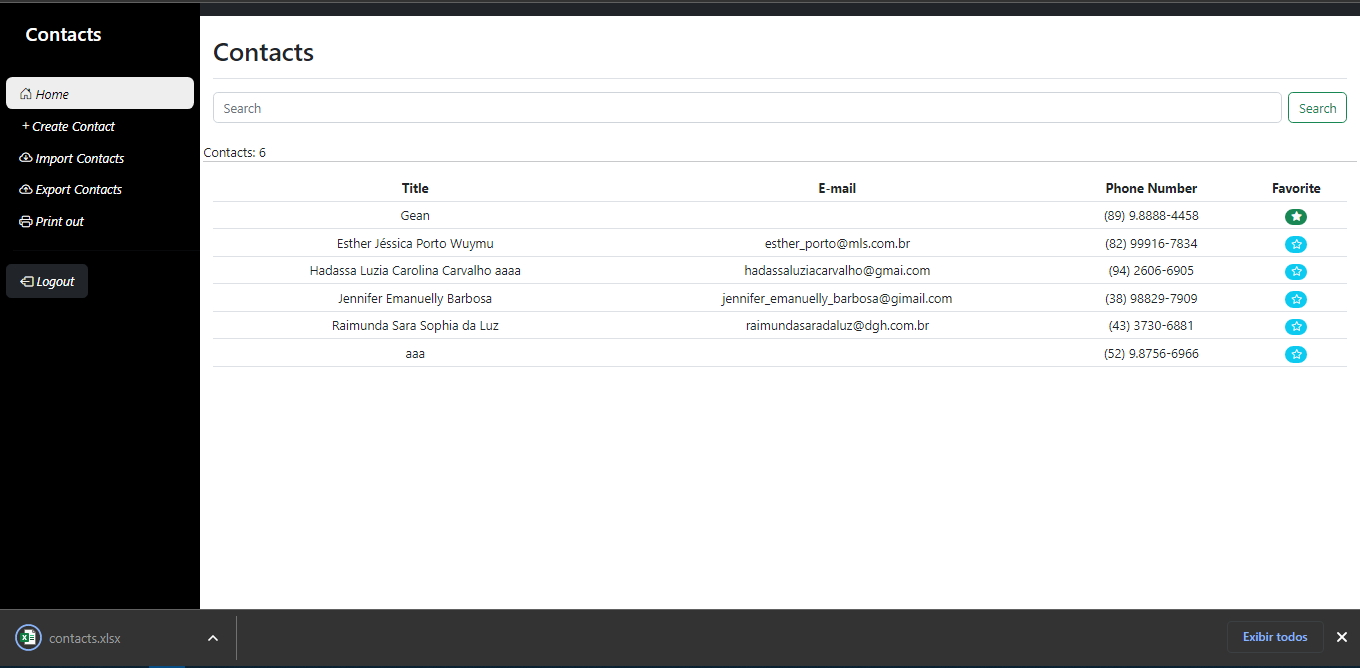 Contacts
Home
+ Create Contact
Import Contacts
Export Contacts
Print out
Logout
Contacts
Search Search
Contacts: 6
Title E-mail Phone Number Favorite
Gean (89) 9.8888-4458
Esther Jéssica Porto Wuymu esther_porto@mls.com.br (82) 99916-7834
Hadassa Luzia Carolina Carvalho aaaa hadassaluziacarvalho@gmai.com (94) 2606-6905
Jennifer Emanuelly Barbosa jennifer_emanuelly_barbosa@gimail.com (38) 98829-7909
Raimunda Sara Sophia da Luz raimundasaradaluz@dgh.com.br (43) 3730-6881
aaa (52) 9.8756-6966
contacts.xlsx Exibir todos